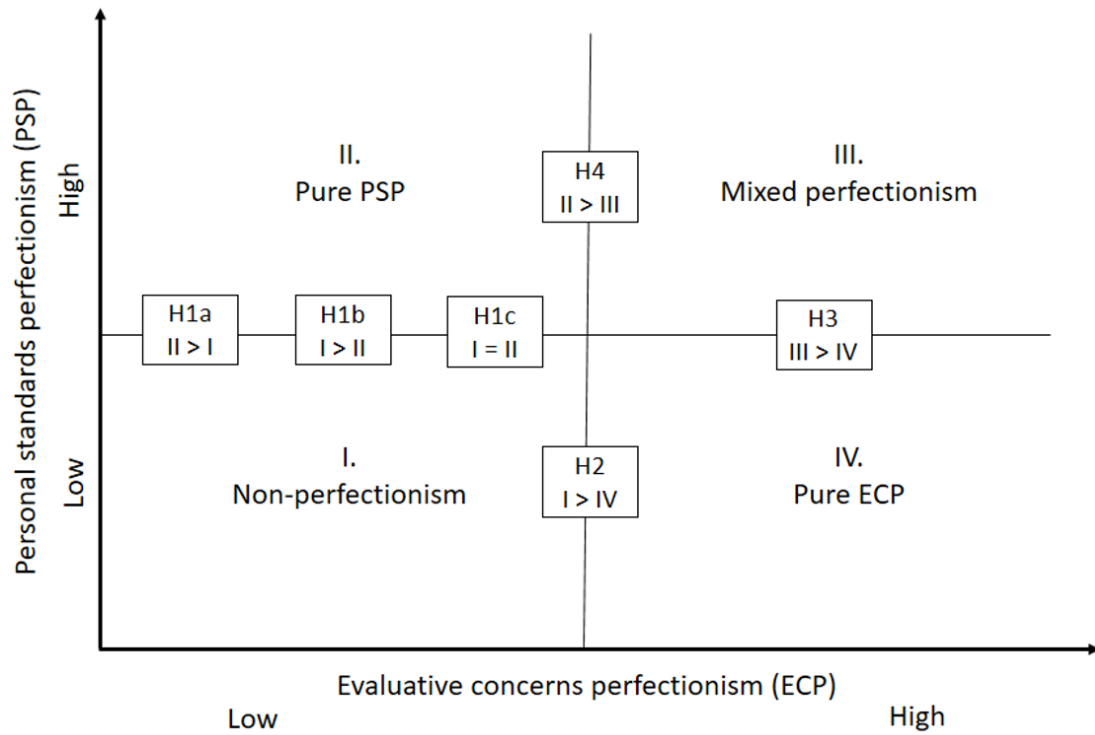 Personal standards perfectionism (PSP)
High
Low
II.
Pure PSP
H4
II > III
III.
Mixed perfectionism
H1a
II > I
H1b
I > II
H1c
I = II
H3
III > IV
I.
Non-perfectionism
H2
I > IV
IV.
Pure ECP
Evaluative concerns perfectionism (ECP)
Low
High